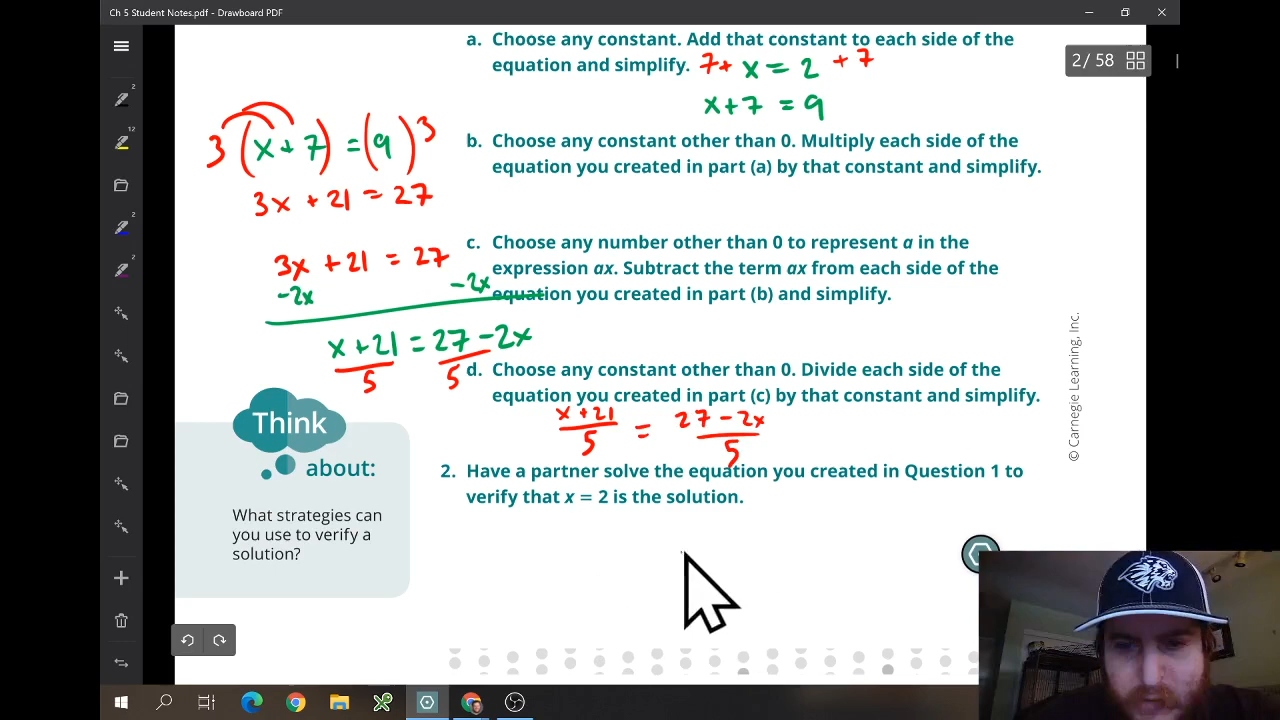 Ch 5 Student Notes.pdf - Drawboard PDF
2 / 58
a. Choose any constant. Add that constant to each side of the
equation and simplify. 7+ x = 2 +7
x+7 = 9
3(x+7) = (9)3
3x + 21 = 27
b. Choose any constant other than 0. Multiply each side of the
equation you created in part (a) by that constant and simplify.
3x + 21 = 27
-2x -2x
x + 21 = 27 - 2x
5 5
c. Choose any number other than 0 to represent a in the
expression ax. Subtract the term ax from each side of the
equation you created in part (b) and simplify.
d. Choose any constant other than 0. Divide each side of the
equation you created in part (c) by that constant and simplify.
x + 21 = 27 - 2x
5 5
Think
about:
What strategies can
you use to verify a
solution?
2. Have a partner solve the equation you created in Question 1 to
verify that x = 2 is the solution.
© Carnegie Learning, Inc.
2
12
2
2